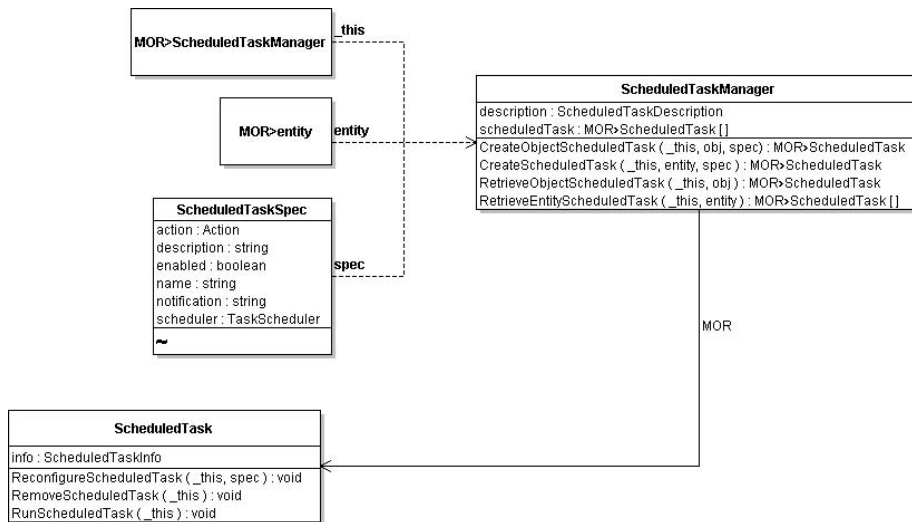 _this
MOR>ScheduledTaskManager
MOR>entity
entity
ScheduledTaskManager
description : ScheduledTaskDescription
scheduledTask : MOR>ScheduledTask [ ]
CreateObjectScheduledTask ( _this, obj, spec) : MOR>ScheduledTask
CreateScheduledTask ( _this, entity, spec ) : MOR>ScheduledTask
RetrieveObjectScheduledTask ( _this, obj ) : MOR>ScheduledTask
RetrieveEntityScheduledTask ( _this, entity ) : MOR>ScheduledTask [ ]
ScheduledTaskSpec
action : Action
description : string
enabled : boolean
name : string
notification : string
scheduler : TaskScheduler
~
spec
MOR
ScheduledTask
info : ScheduledTaskInfo
ReconfigureScheduledTask ( _this, spec ) : void
RemoveScheduledTask ( _this ) : void
RunScheduledTask ( _this ) : void